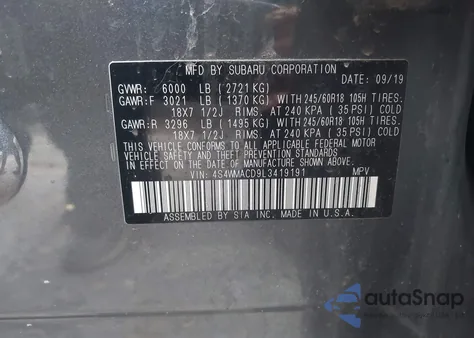 MFD BY SUBARU CORPORATION
DATE: 09/19
GVWR: 6000 LB (2721 KG)
GAWR:F 3021 LB (1370 KG) WITH 245/60R18 105H TIRES.
18X7 1/2J RIMS. AT 240 KPA ( 35 PSI) COLD
GAWR:R 3296 LB (1495 KG) WITH 245/60R18 105H TIRES.
18X7 1/2J RIMS. AT 240 KPA ( 35 PSI) COLD
THIS VEHICLE CONFORMS TO ALL APPLICABLE FEDERAL MOTOR
VEHICLE SAFETY, BUMPER, AND THEFT PREVENTION STANDARDS
IN EFFECT ON THE DATE OF MANUFACTURE SHOWN ABOVE.
VIN: 4S4WMACD9L3419191 MPV
ASSEMBLED BY SIA INC. MADE IN U.S.A.
autoSnap